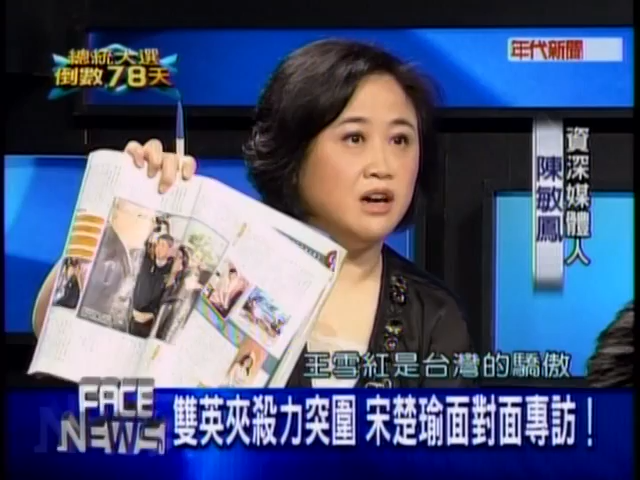 總統大選
倒數78天
年代新聞
資深媒體人
陳敏鳳
王雪紅是台灣的驕傲
FACE
NEWS
雙英夾殺力突圍 宋楚瑜面對面專訪!